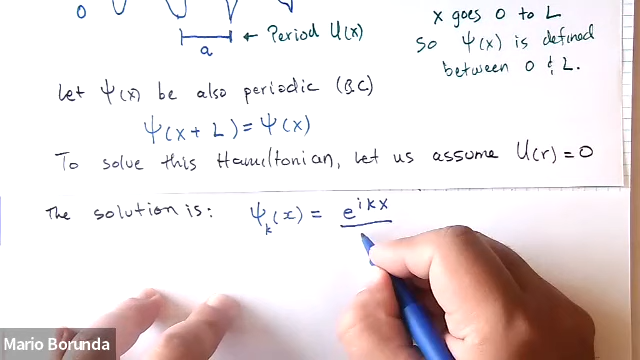 x goes 0 to L
0
← Period U(x)
So Ψ(x) is defined
a
between 0 & L.
Let Ψ(x) be also periodic (BC)
Ψ(x + L) = Ψ(x)
To solve this Hamiltonian, let us assume U(r) = 0
The solution is: Ψk(x) = e^ikx
Mario Borunda